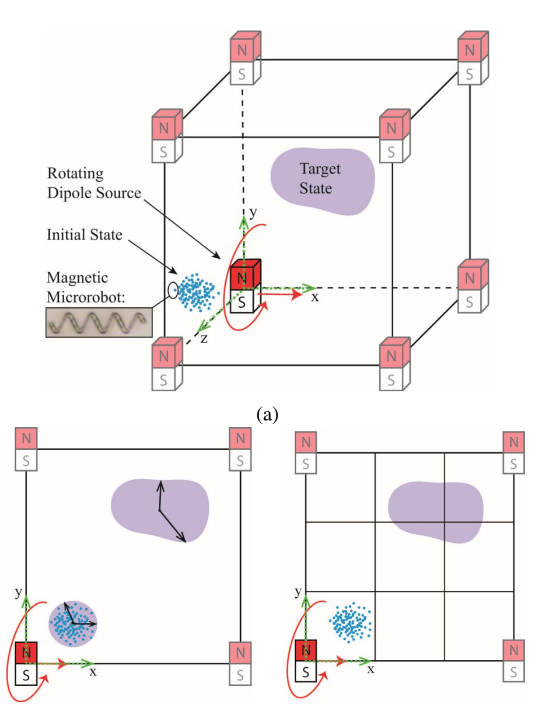 N
S
N
S
N
S
N
S
Target
State
Rotating
Dipole Source
y
Initial State
N
S
x
N
S
Magnetic
Microrobot:
z
N
S
N
S
(a)
N
S
N
S
N
S
N
S
y
y
N
S
x
N
S
N
S
x
N
S